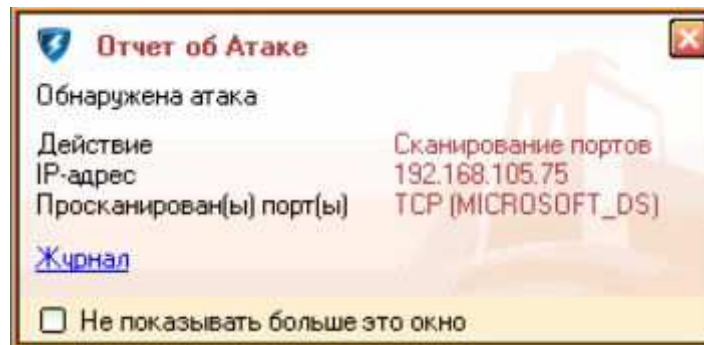 Отчет об Атаке
Обнаружена атака
Действие Сканирование портов
IP-адрес 192.168.105.75
Просканирован(ы) порт(ы) TCP (MICROSOFT_DS)
Журнал
Не показывать больше это окно